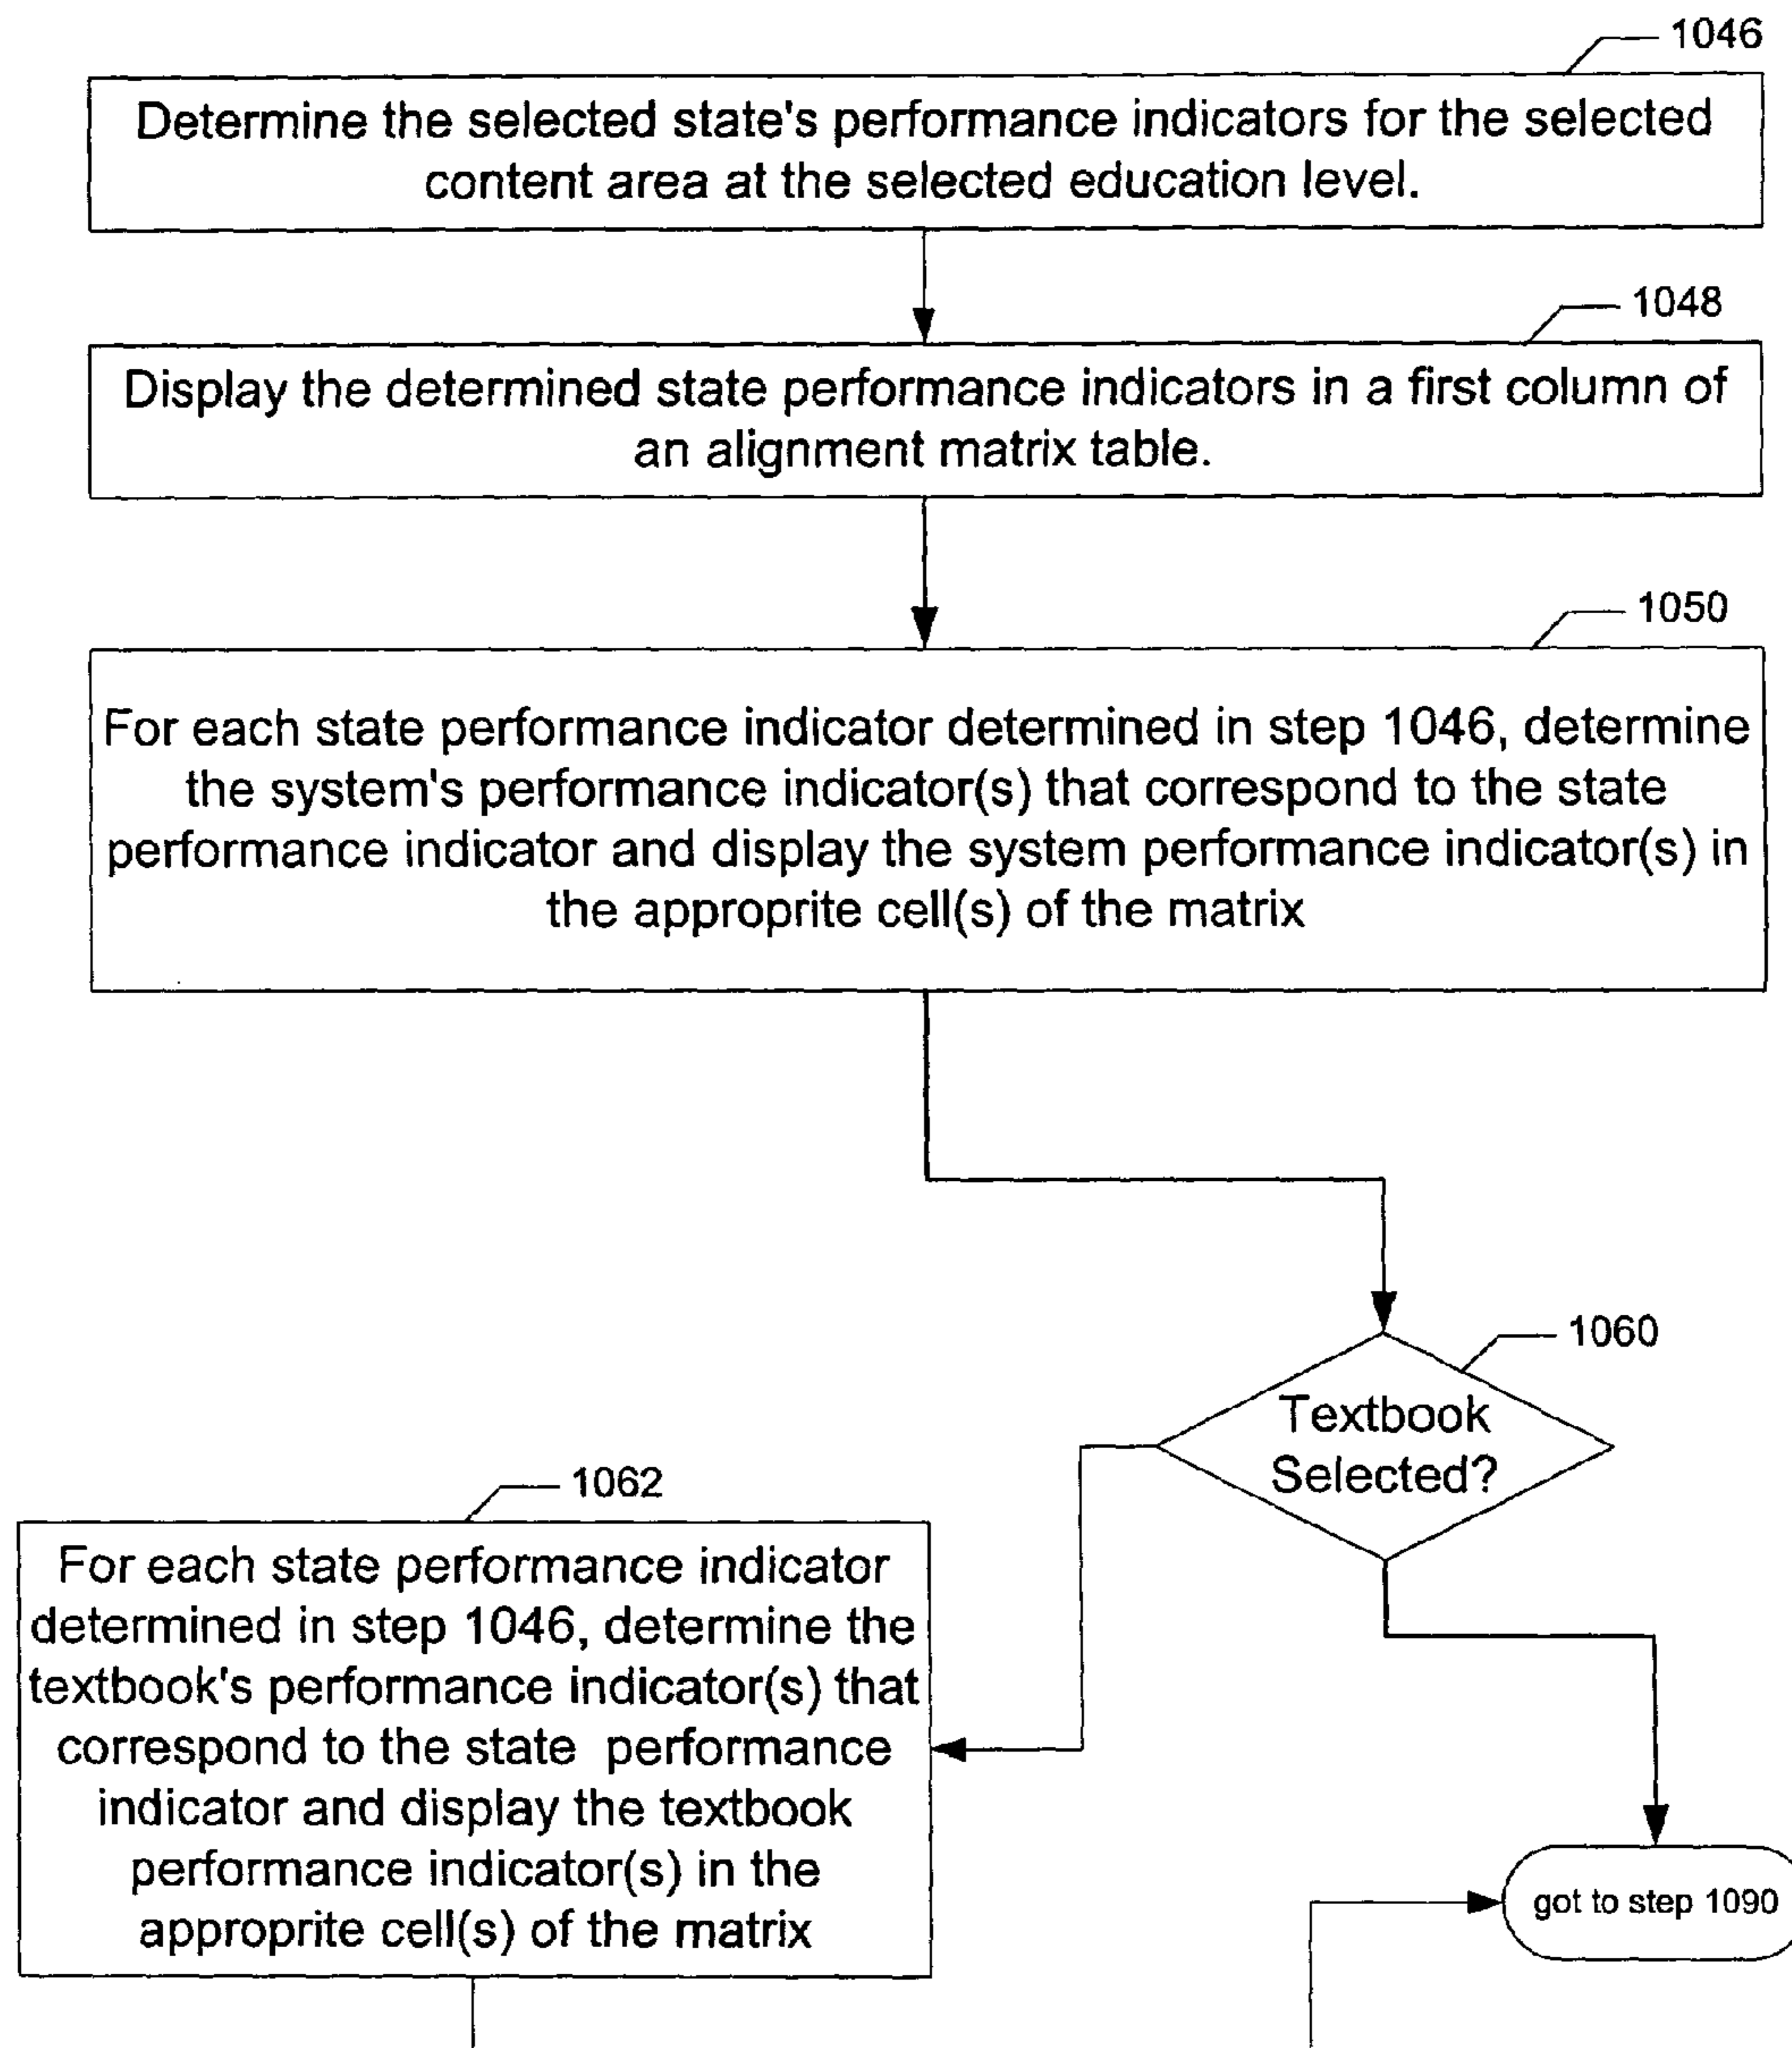 1046
Determine the selected state's performance indicators for the selected
content area at the selected education level.
1048
Display the determined state performance indicators in a first column of
an alignment matrix table.
1050
For each state performance indicator determined in step 1046, determine
the system's performance indicator(s) that correspond to the state
performance indicator and display the system performance indicator(s) in
the approprite cell(s) of the matrix
1060
Textbook
Selected?
1062
For each state performance indicator
determined in step 1046, determine the
textbook's performance indicator(s) that
correspond to the state performance
indicator and display the textbook
performance indicator(s) in the
approprite cell(s) of the matrix
got to step 1090